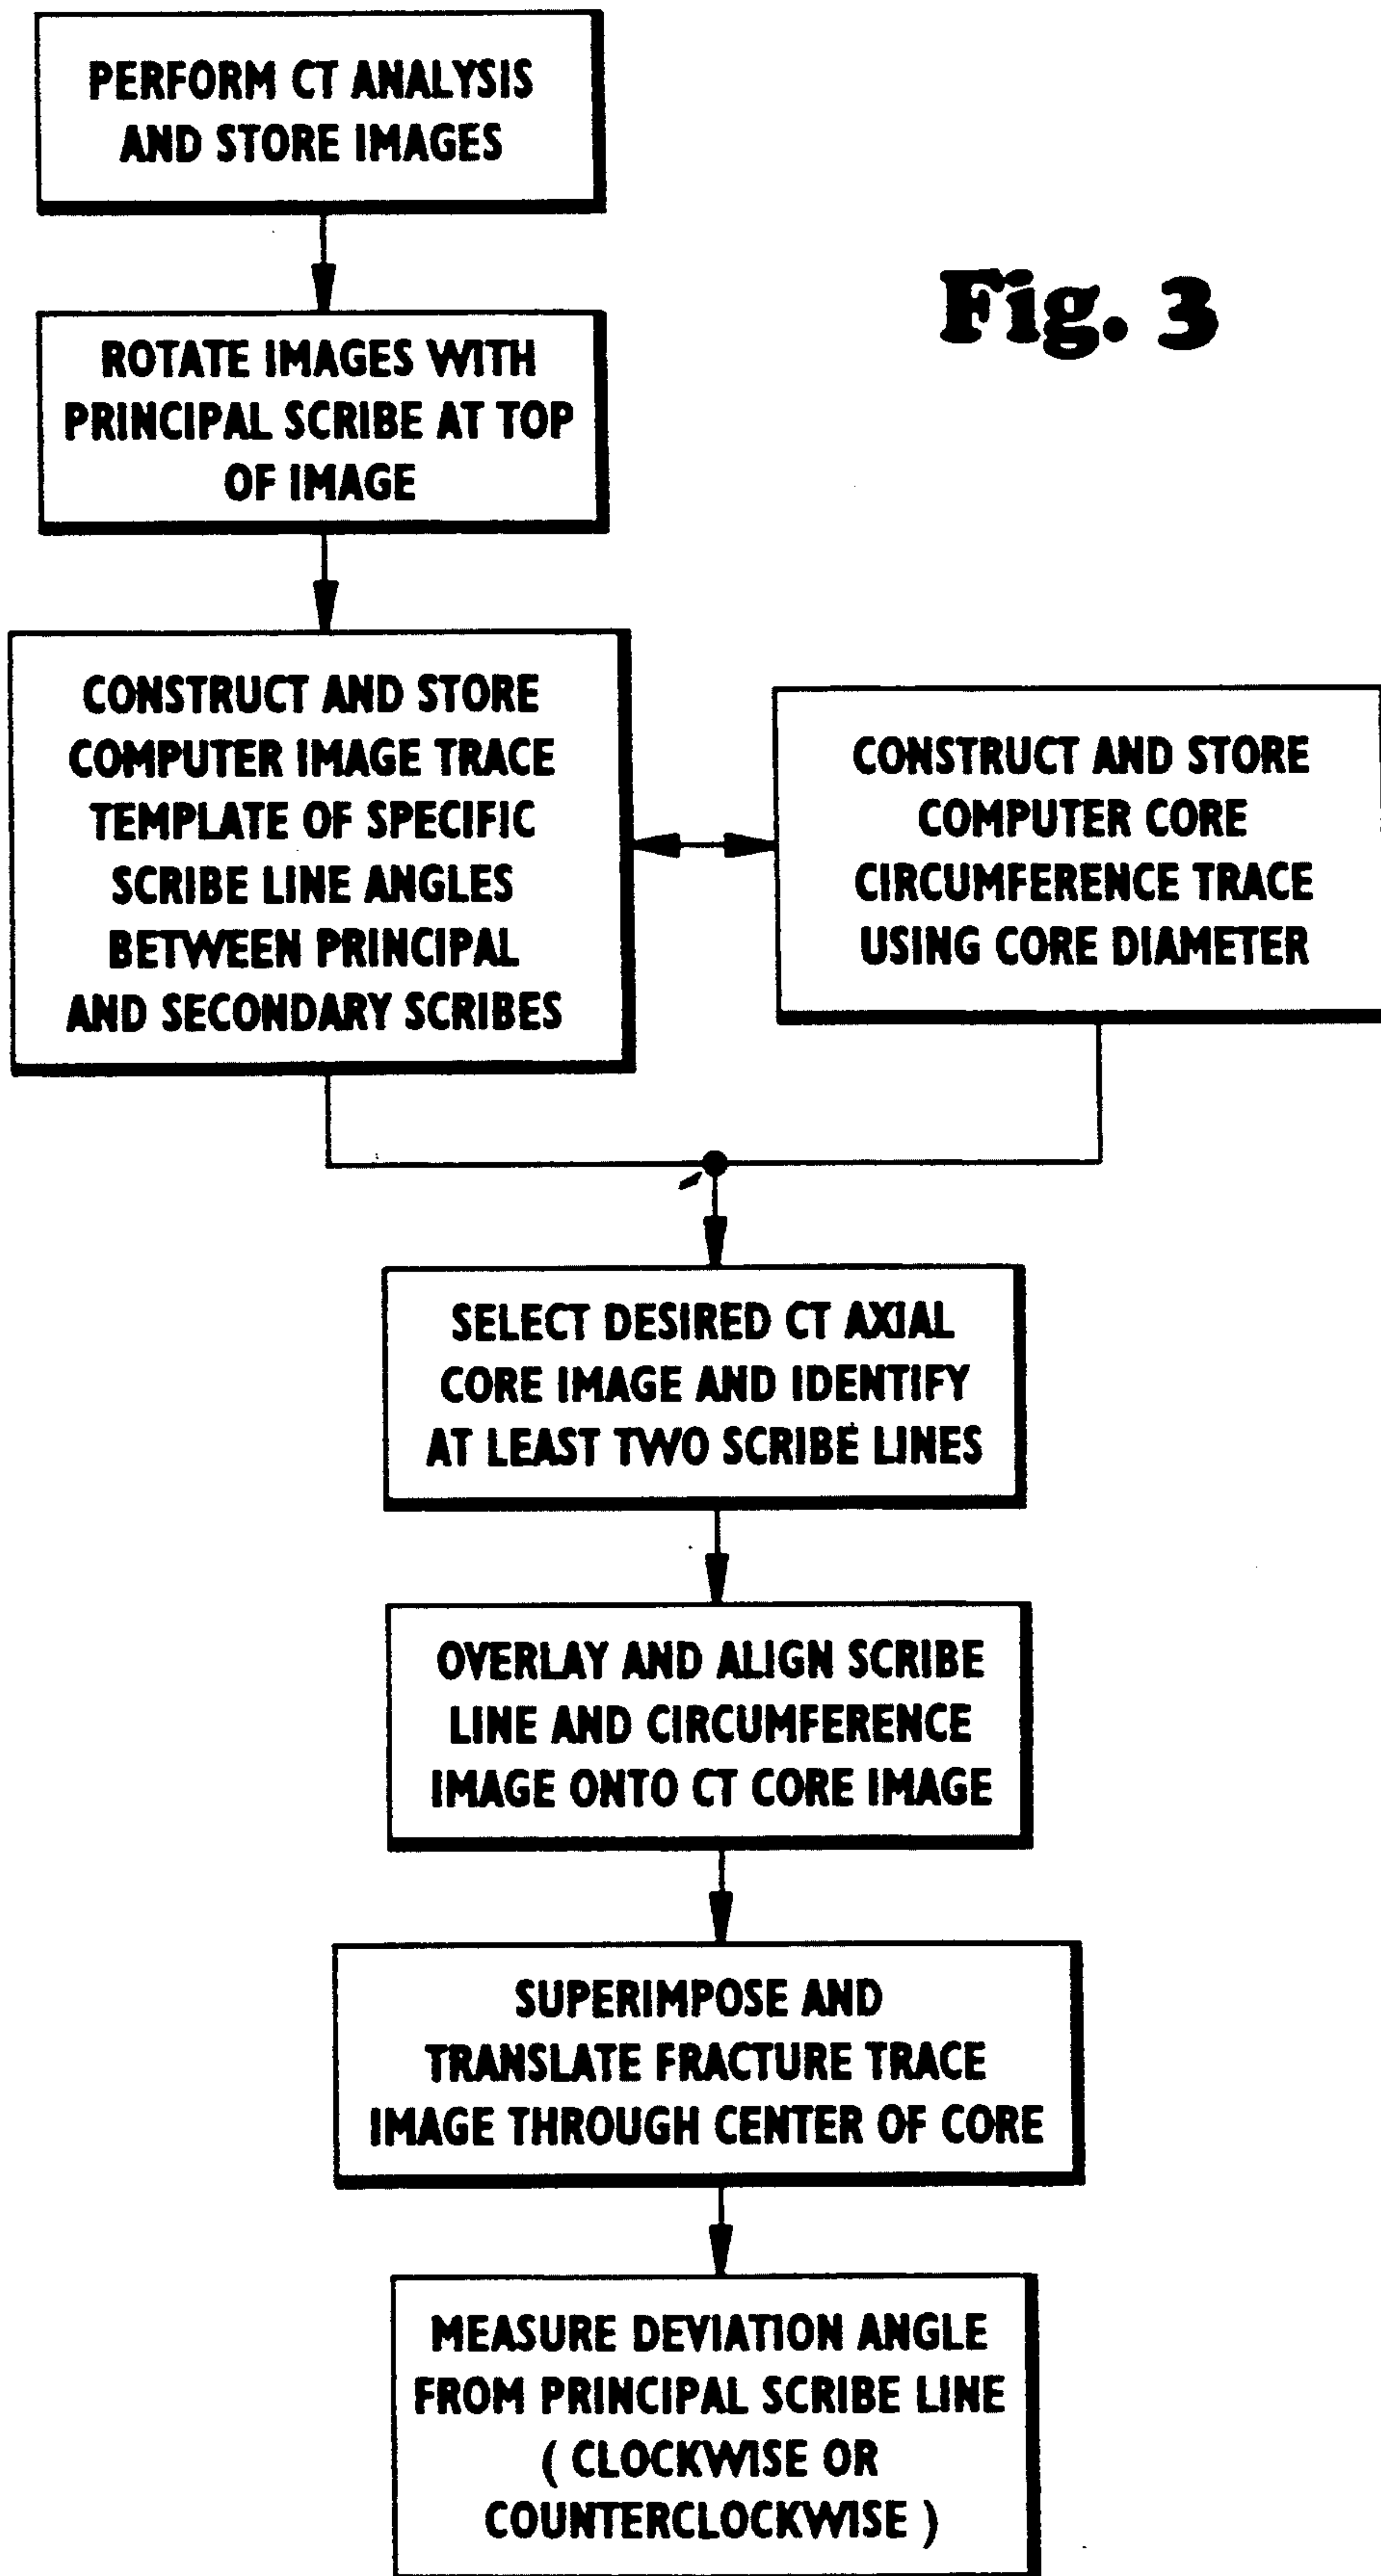 PERFORM CT ANALYSIS
AND STORE IMAGES
Fig. 3
ROTATE IMAGES WITH
PRINCIPAL SCRIBE AT TOP
OF IMAGE
CONSTRUCT AND STORE
COMPUTER IMAGE TRACE
TEMPLATE OF SPECIFIC
SCRIBE LINE ANGLES
BETWEEN PRINCIPAL
AND SECONDARY SCRIBES
CONSTRUCT AND STORE
COMPUTER CORE
CIRCUMFERENCE TRACE
USING CORE DIAMETER
SELECT DESIRED CT AXIAL
CORE IMAGE AND IDENTIFY
AT LEAST TWO SCRIBE LINES
OVERLAY AND ALIGN SCRIBE
LINE AND CIRCUMFERENCE
IMAGE ONTO CT CORE IMAGE
SUPERIMPOSE AND
TRANSLATE FRACTURE TRACE
IMAGE THROUGH CENTER OF CORE
MEASURE DEVIATION ANGLE
FROM PRINCIPAL SCRIBE LINE
( CLOCKWISE OR
COUNTERCLOCKWISE )